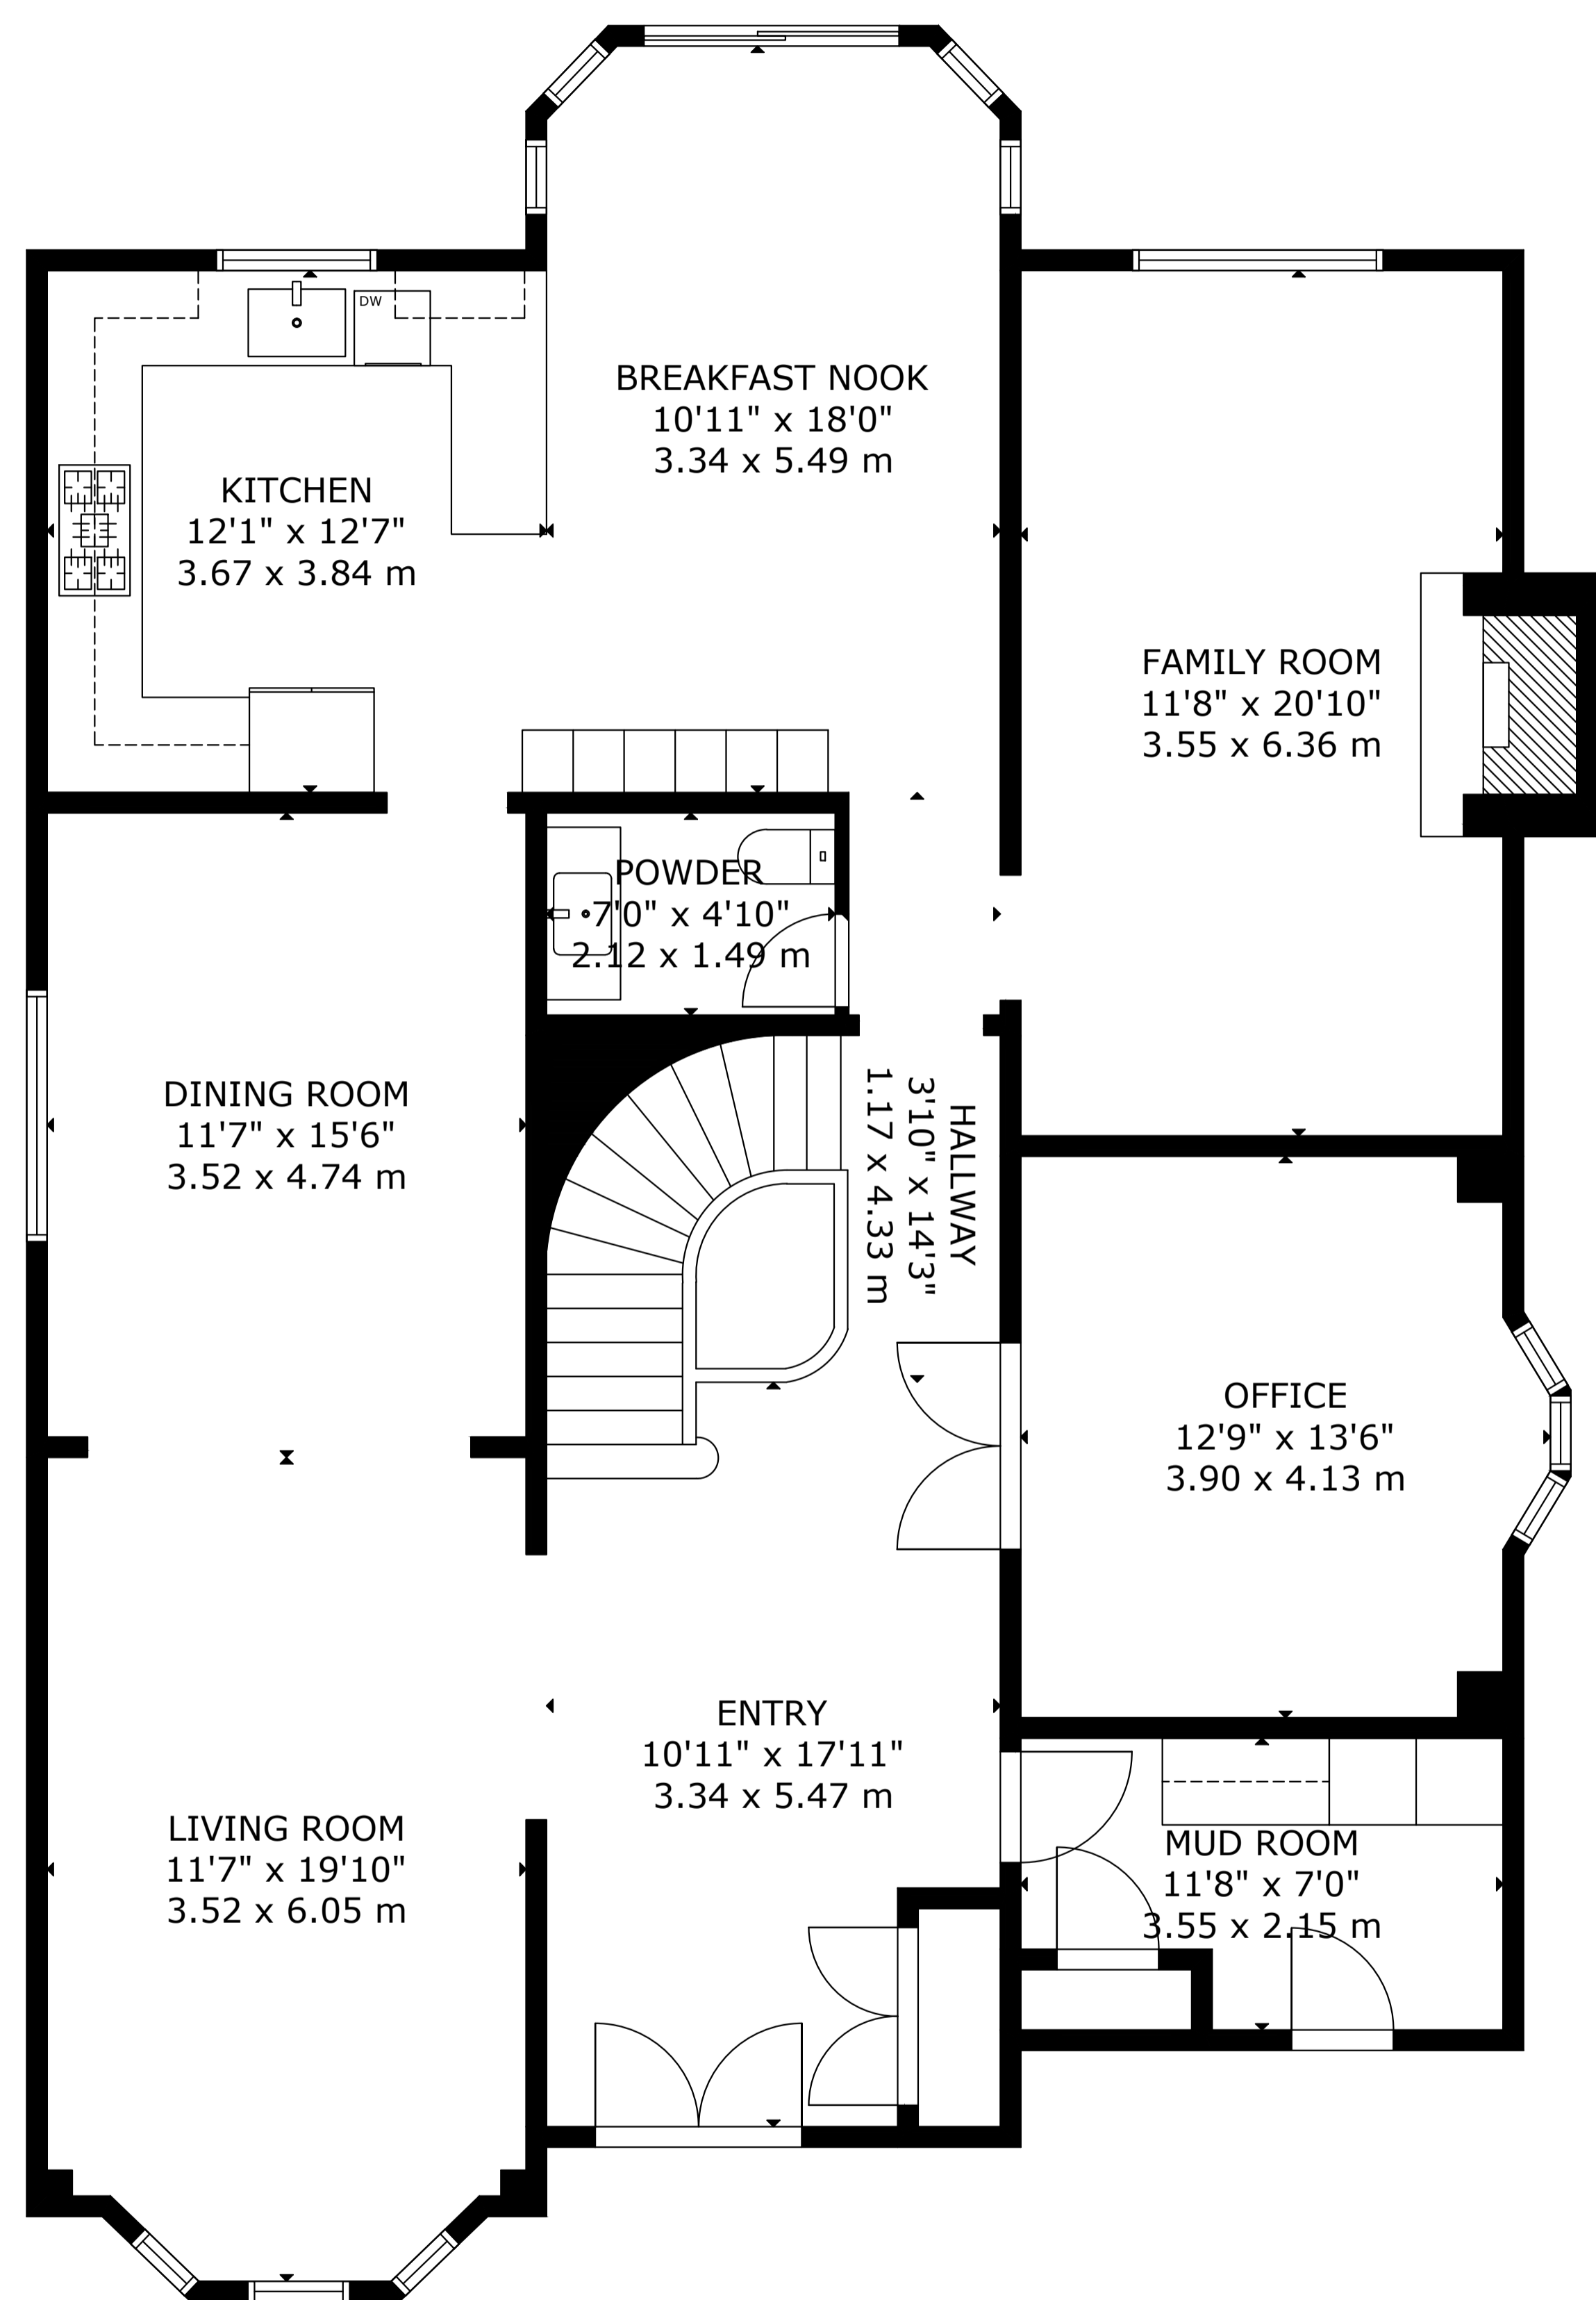 DW
BREAKFAST NOOK
10'11" x 18'0"
3.34 x 5.49 m
KITCHEN
12'1" x 12'7"
3.67 x 3.84 m
FAMILY ROOM
11'8" x 20'10"
3.55 x 6.36 m
POWDER
7'0" x 4'10"
2.12 x 1.49 m
DINING ROOM
11'7" x 15'6"
3.52 x 4.74 m
HALLWAY
3'10" x 14'3"
1.17 x 4.33 m
OFFICE
12'9" x 13'6"
3.90 x 4.13 m
ENTRY
10'11" x 17'11"
3.34 x 5.47 m
LIVING ROOM
11'7" x 19'10"
3.52 x 6.05 m
MUD ROOM
11'8" x 7'0"
3.55 x 2.15 m